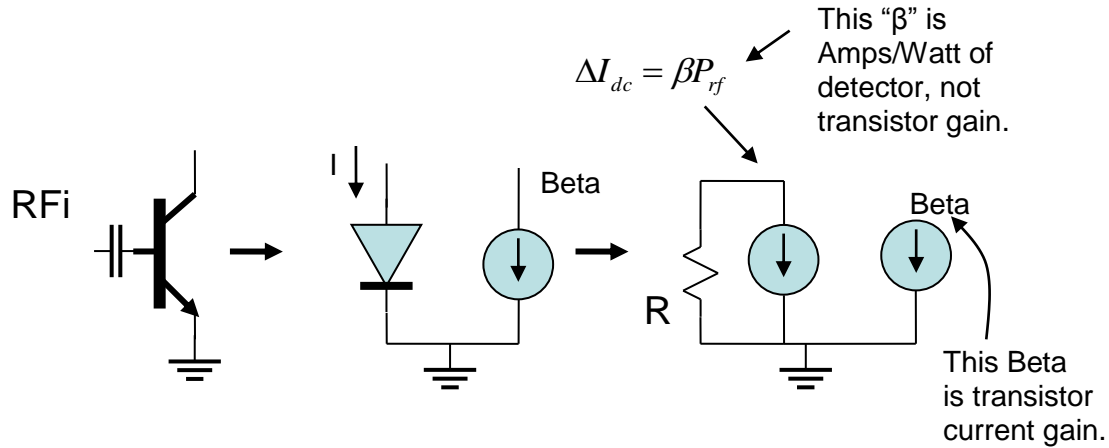 This “β” is
Amps/Watt of
detector, not
transistor gain.
ΔI_dc = βP_rf
RFi
I
Beta
R
Beta
This Beta
is transistor
current gain.